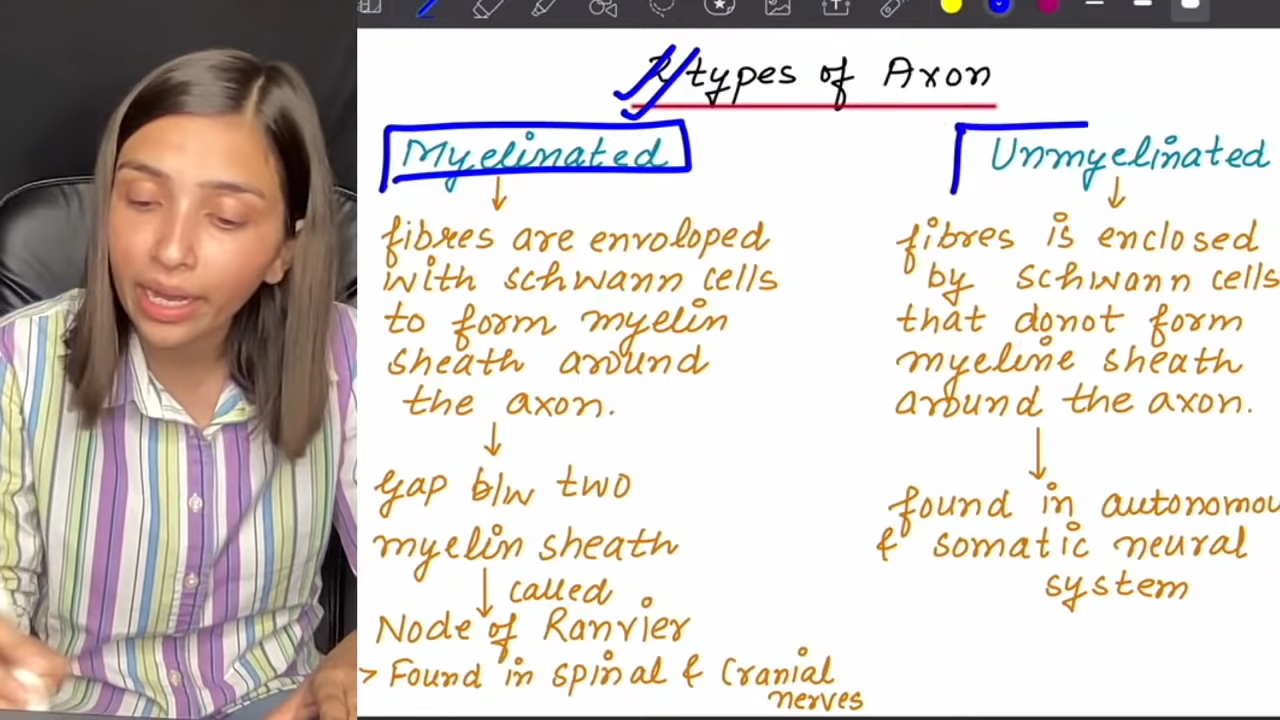 2 types of Axon
Myelinated
fibres are enveloped
with schwann cells
to form myelin
sheath around
the axon.
Gap b/w two
myelin sheath
called
Node of Ranvier
> Found in spinal & Cranial
nerves
Unmyelinated
fibres is enclosed
by schwann cells
that donot form
myeline sheath
around the axon.
found in autonomou
& somatic neural
system